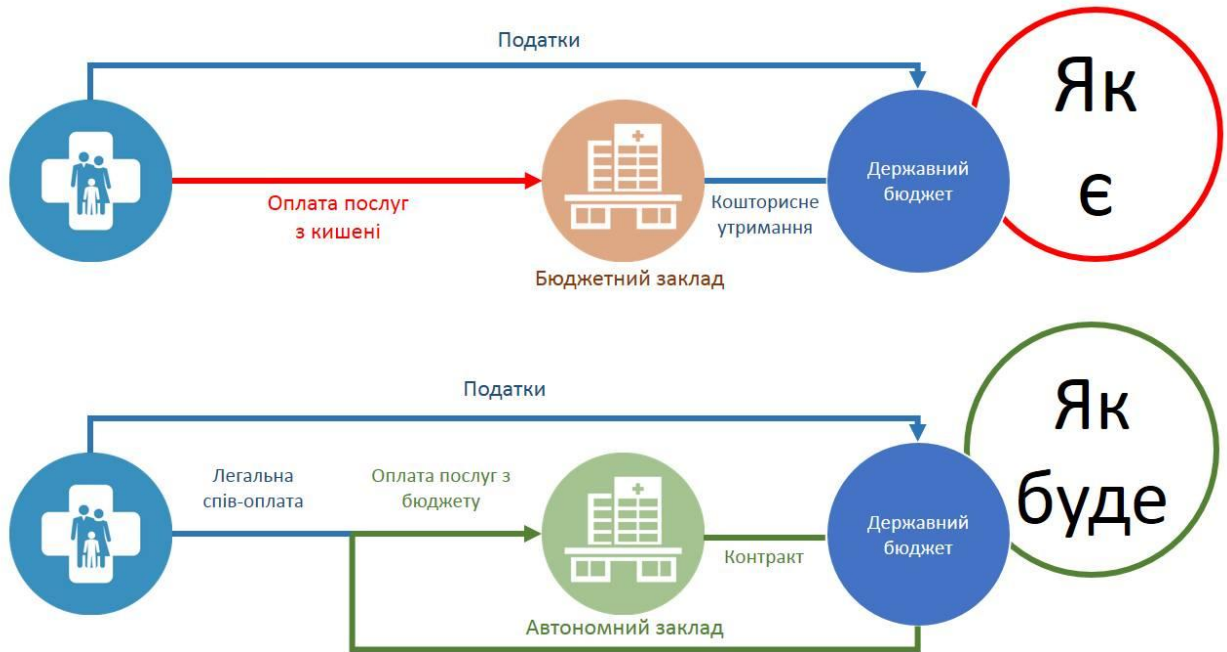 Податки
Як
є
Державний
бюджет
Оплата послуг
з кишені
Кошторисне
утримання
Бюджетний заклад
Податки
Як
буде
Легальна
спів-оплата
Оплата послуг з
бюджету
Державний
бюджет
Контракт
Автономний заклад